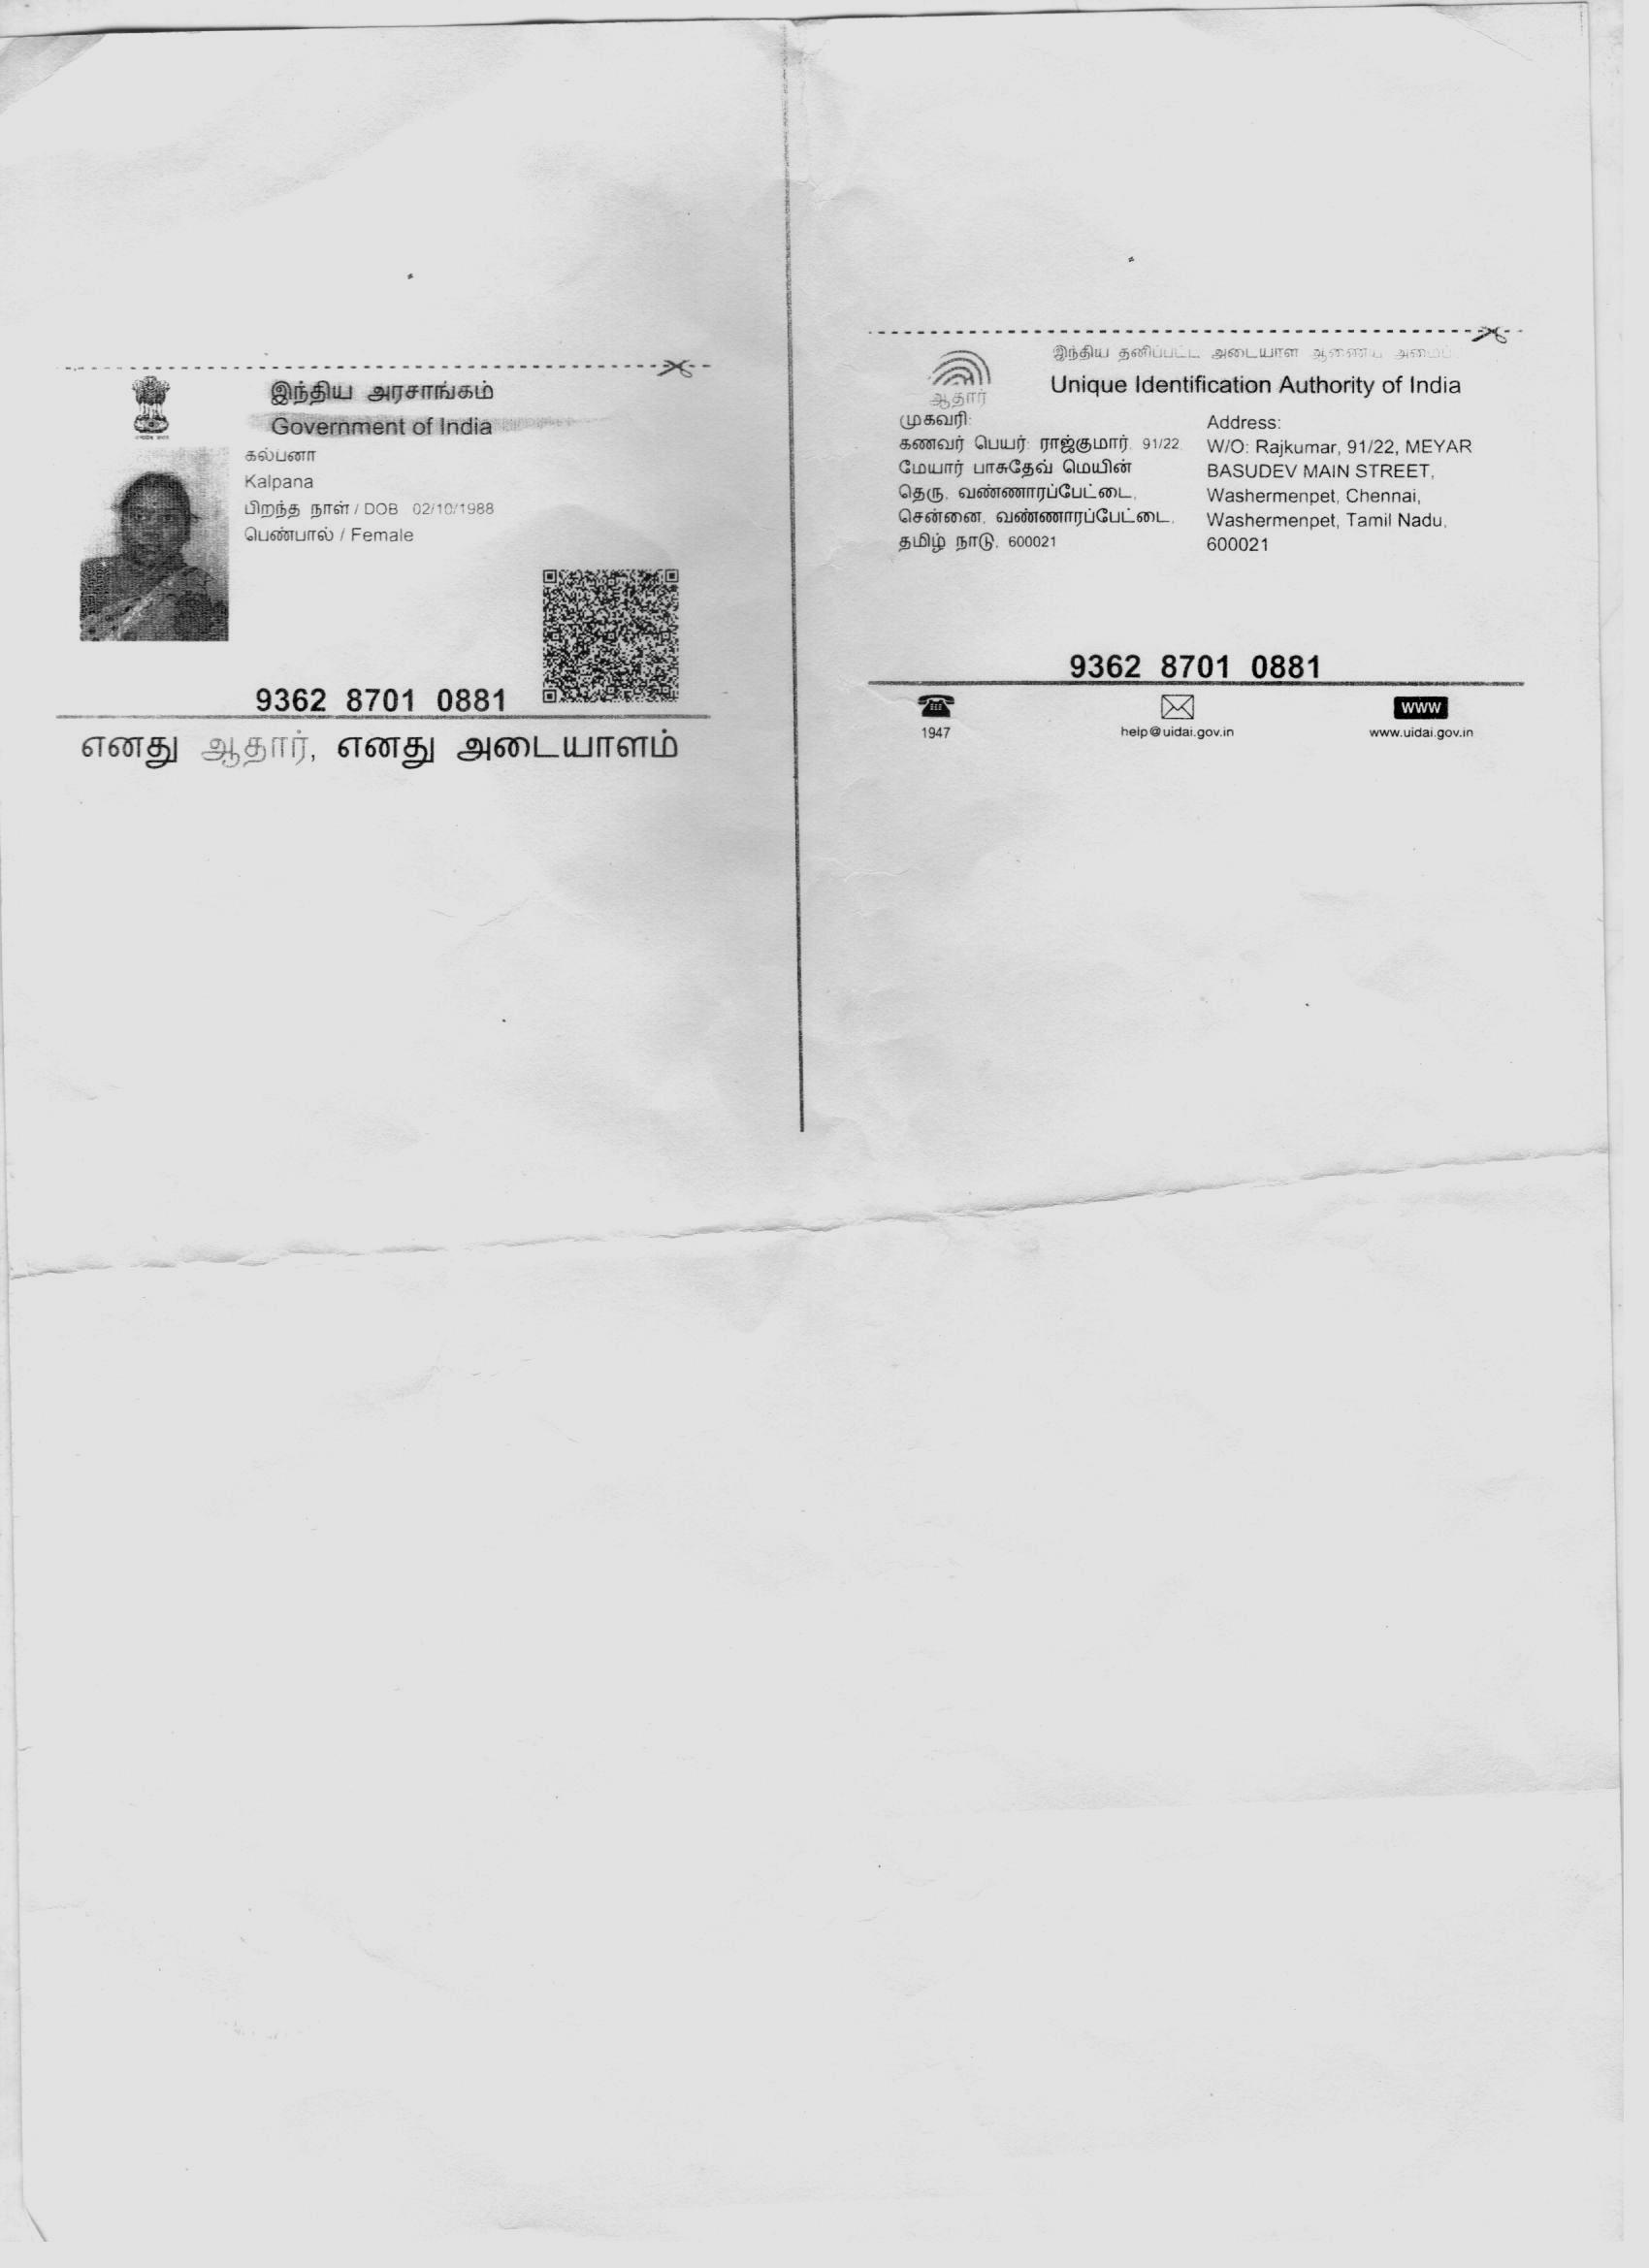 இந்திய அரசாங்கம்
Government of India
கல்பனா
Kalpana
பிறந்த நாள் / DOB 02/10/1988
பெண்பால் / Female
9362 8701 0881
எனது ஆதார், எனது அடையாளம்
இந்திய தனிப்பட்ட அடையாள ஆணைய
Unique Identification Authority of India
ஆதார்
முகவரி:
கணவர் பெயர்: ராஜ்குமார், 91/22,
மேயார் பாசுதேவ் மெயின்
தெரு, வண்ணாரப்பேட்டை,
சென்னை, வண்ணாரப்பேட்டை,
தமிழ் நாடு, 600021
Address:
W/O: Rajkumar, 91/22, MEYAR
BASUDEV MAIN STREET,
Washermenpet, Chennai,
Washermenpet, Tamil Nadu,
600021
9362 8701 0881
1947
help@uidai.gov.in
www
www.uidai.gov.in